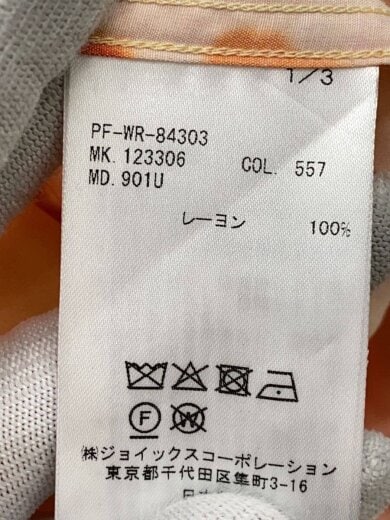 1/3
PF-WR-84303
MK. 123306 COL. 557
MD. 901U
レーヨン 100%
F W
㈱ジョイックスコーポレーション
東京都千代田区隼町3-16